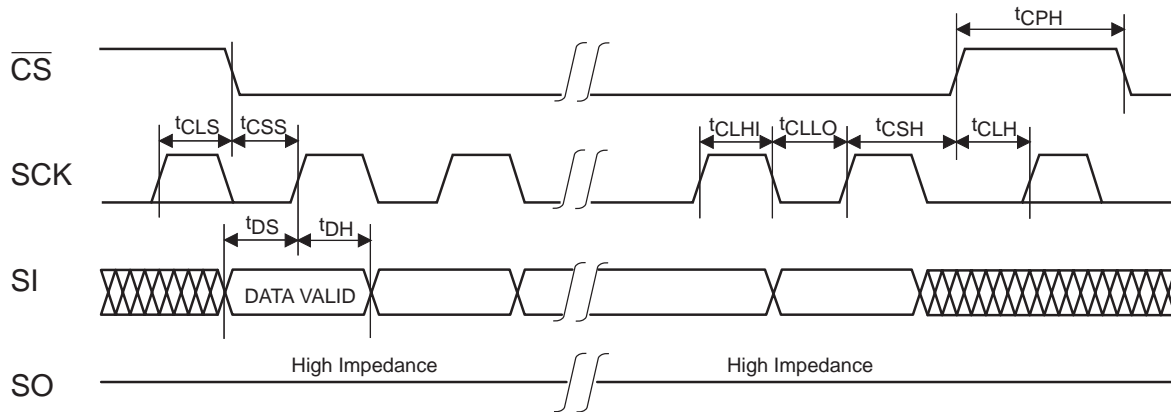 tCPH
CS
tCLS tCSS tCLHI tCLLO tCSH tCLH
SCK
tDS tDH
SI DATA VALID
High Impedance High Impedance
SO